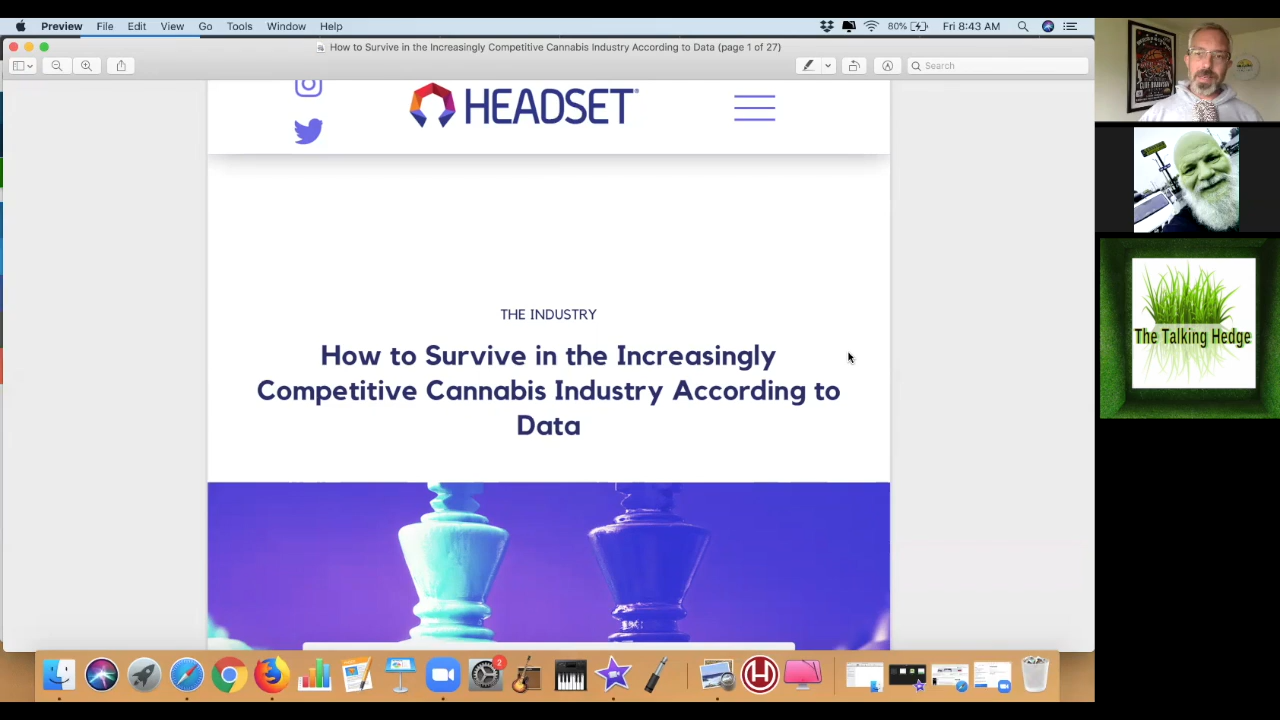 Preview File Edit View Go Tools Window Help
80% Fri 8:43 AM
How to Survive in the Increasingly Competitive Cannabis Industry According to Data (page 1 of 27)
Search
HEADSET
THE INDUSTRY
How to Survive in the Increasingly
Competitive Cannabis Industry According to
Data
The Talking Hedge
2